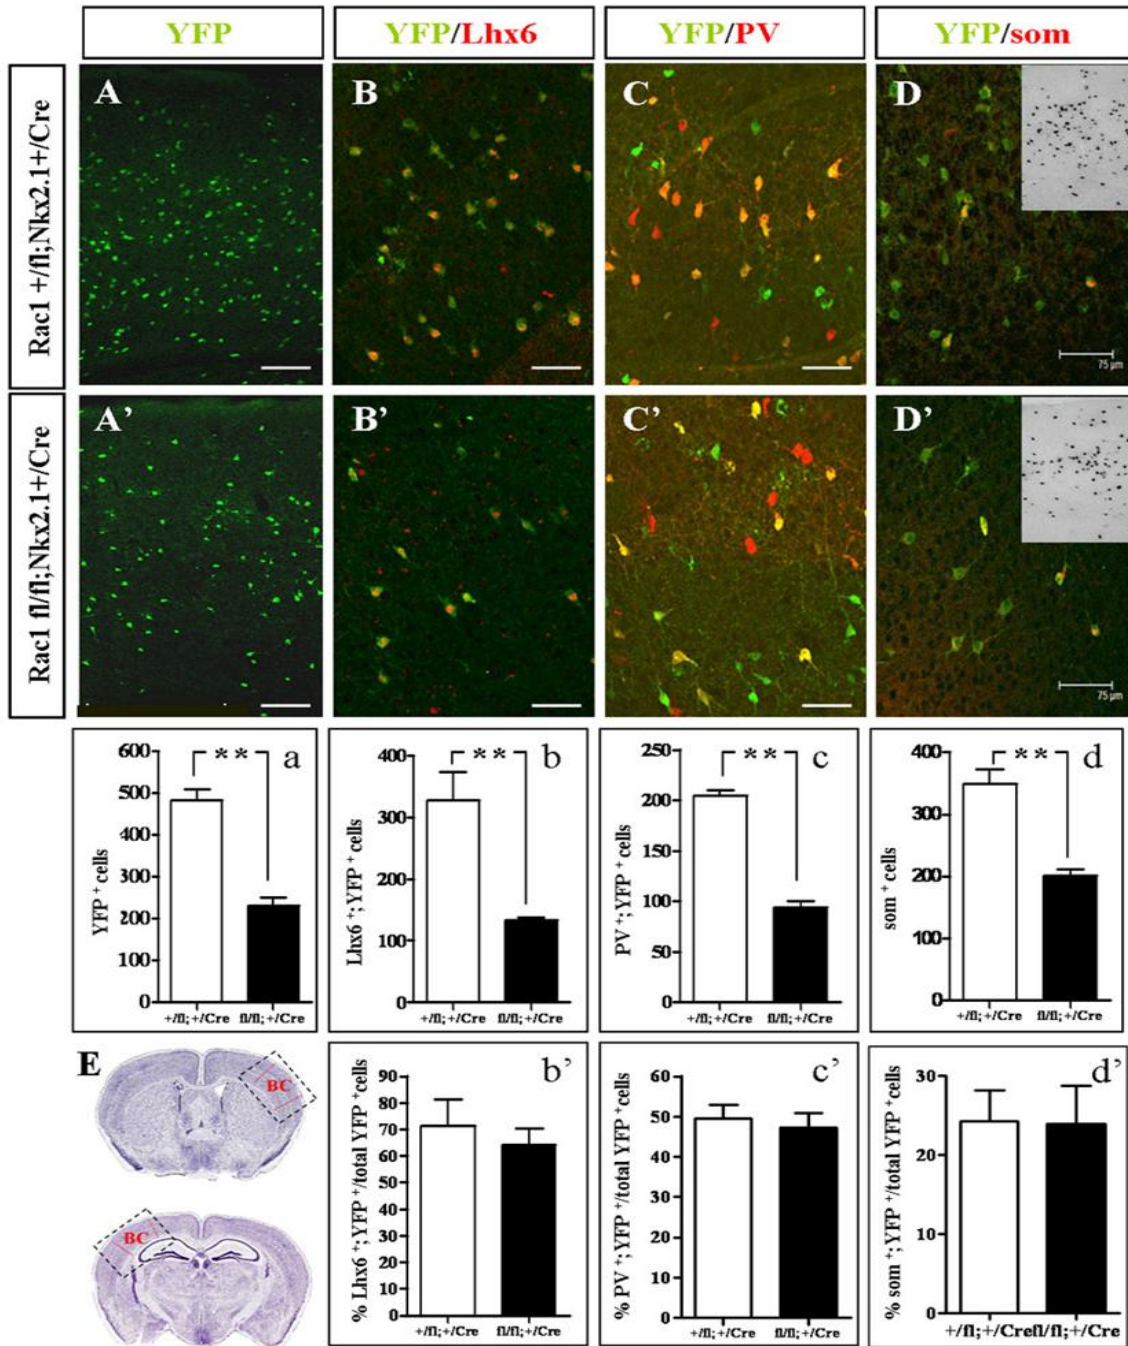 YFP YFP/Lhx6 YFP/PV YFP/som
Rac1 +/fl;Nkx2.1+/Cre
A B C D
75 µm
Rac1 fl/fl;Nkx2.1+/Cre
A' B' C' D'
75 µm
a
YFP + cells
600
500
400
300
200
100
0
**
+/fl;+/Cre fl/fl;+/Cre
b
Lhx6 +;YFP + cells
400
300
200
100
0
**
+/fl;+/Cre fl/fl;+/Cre
c
PV +;YFP + cells
250
200
150
100
50
0
**
+/fl;+/Cre fl/fl;+/Cre
d
som + cells
400
300
200
100
0
**
+/fl;+/Cre fl/fl;+/Cre
E
BC
BC
b'
% Lhx6 +;YFP +/total YFP +cells
90
80
70
60
50
40
30
20
10
0
+/fl;+/Cre fl/fl;+/Cre
c'
% PV +;YFP +/total YFP +cells
60
50
40
30
20
10
0
+/fl;+/Cre fl/fl;+/Cre
d'
% som +;YFP +/total YFP +cells
30
20
10
0
+/fl;+/Crefl/fl;+/Cre